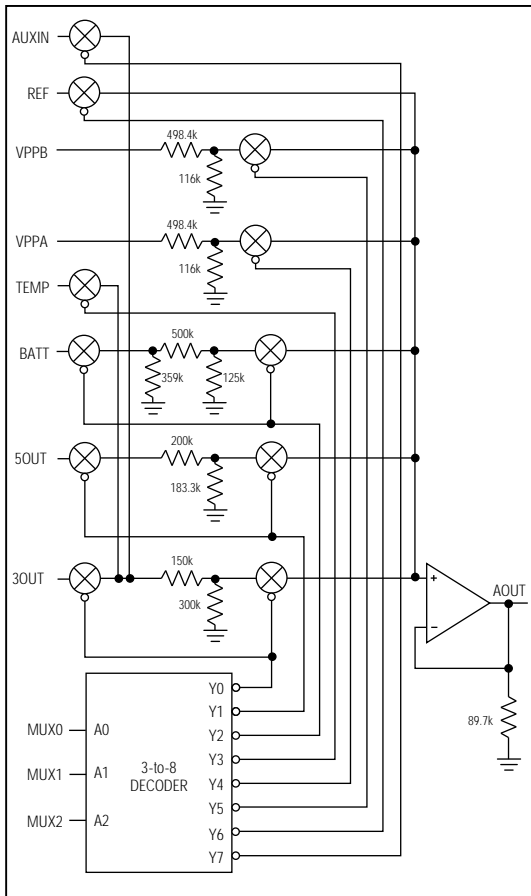 AUXIN
REF
VPPB
498.4k
116k
VPPA
498.4k
116k
TEMP
BATT
500k
359k
125k
5OUT
200k
183.3k
3OUT
150k
300k
+
−
AOUT
89.7k
MUX0
MUX1
MUX2
A0
A1
A2
3-to-8
DECODER
Y0
Y1
Y2
Y3
Y4
Y5
Y6
Y7